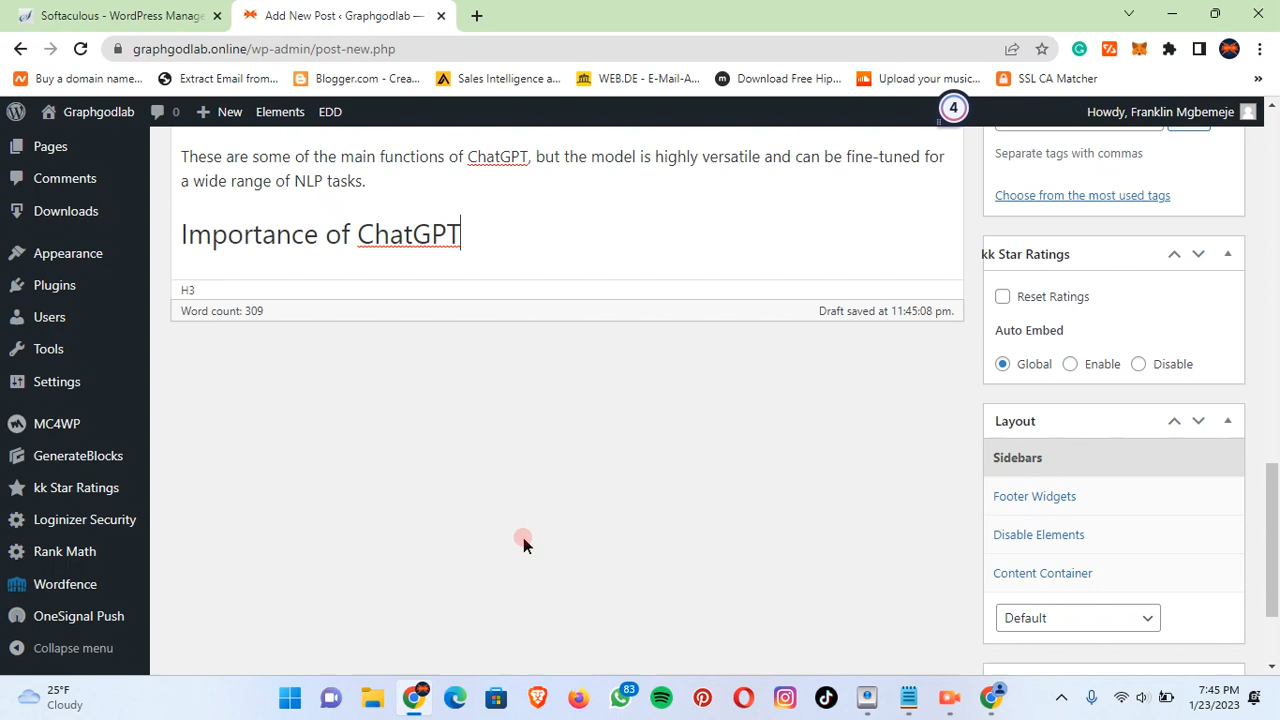 Softaculous - WordPress Manage
Add New Post ‹ Graphgodlab —
graphgodlab.online/wp-admin/post-new.php
Buy a domain name...
Extract Email from...
Blogger.com - Crea...
Sales Intelligence a...
WEB.DE - E-Mail-A...
Download Free Hip...
Upload your music...
SSL CA Matcher
»
Graphgodlab
0
New
Elements
EDD
4
Howdy, Franklin Mgbemeje
Pages
Comments
Downloads
Appearance
Plugins
Users
Tools
Settings
MC4WP
GenerateBlocks
kk Star Ratings
Loginizer Security
Rank Math
Wordfence
OneSignal Push
Collapse menu
These are some of the main functions of ChatGPT, but the model is highly versatile and can be fine-tuned for
a wide range of NLP tasks.
Importance of ChatGPT
H3
Word count: 309
Draft saved at 11:45:08 pm.
Separate tags with commas
Choose from the most used tags
kk Star Ratings
Reset Ratings
Auto Embed
Global
Enable
Disable
Layout
Sidebars
Footer Widgets
Disable Elements
Content Container
Default
25°F
Cloudy
83
7:45 PM
1/23/2023